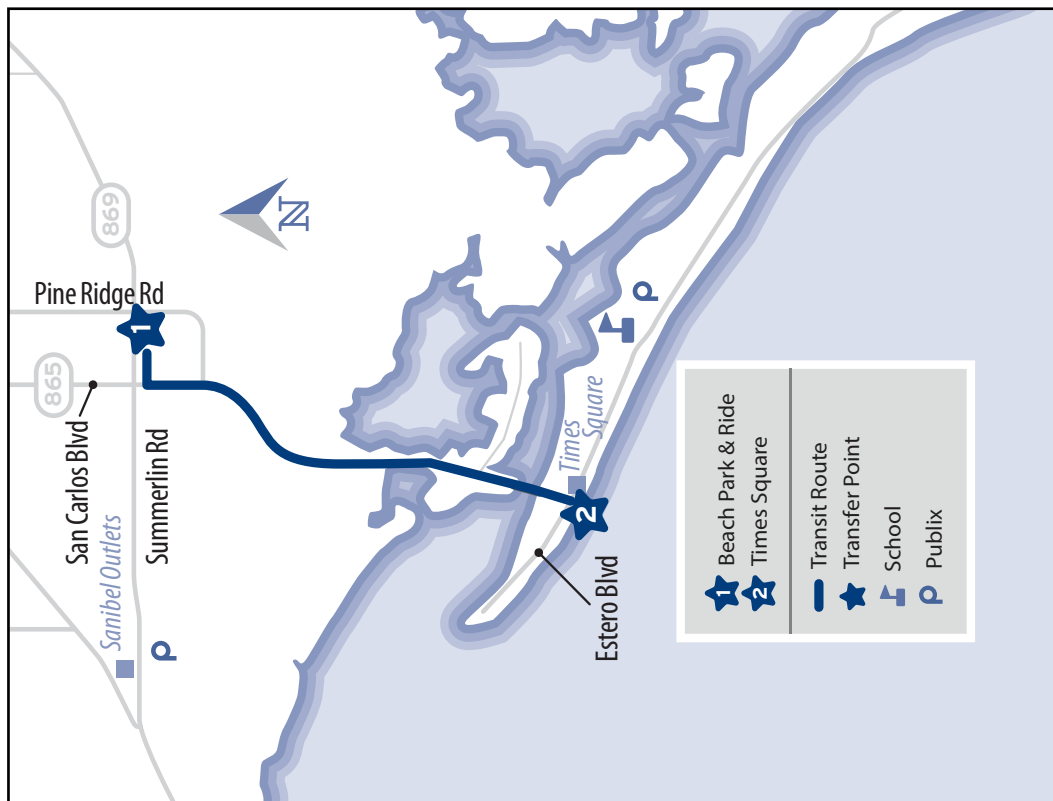 869
Pine Ridge Rd
1
865
San Carlos Blvd
Summerlin Rd
Sanibel Outlets
p
N
p
Times
Square
2
Estero Blvd
1 Beach Park & Ride
2 Times Square
Transit Route
Transfer Point
School
p Publix